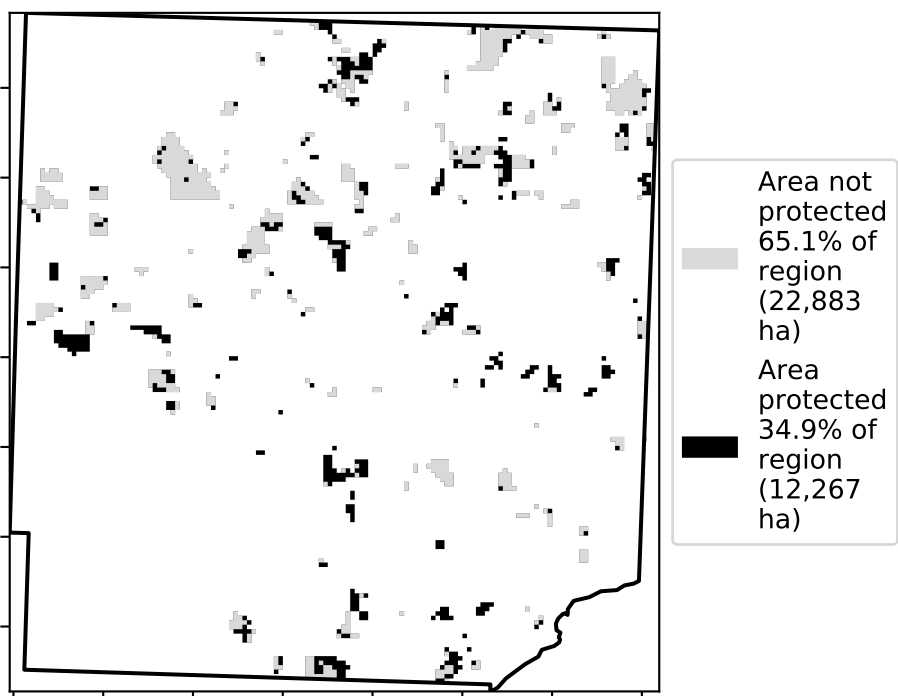 Area not
protected
65.1% of
region
(22,883
ha)
Area
protected
34.9% of
region
(12,267
ha)